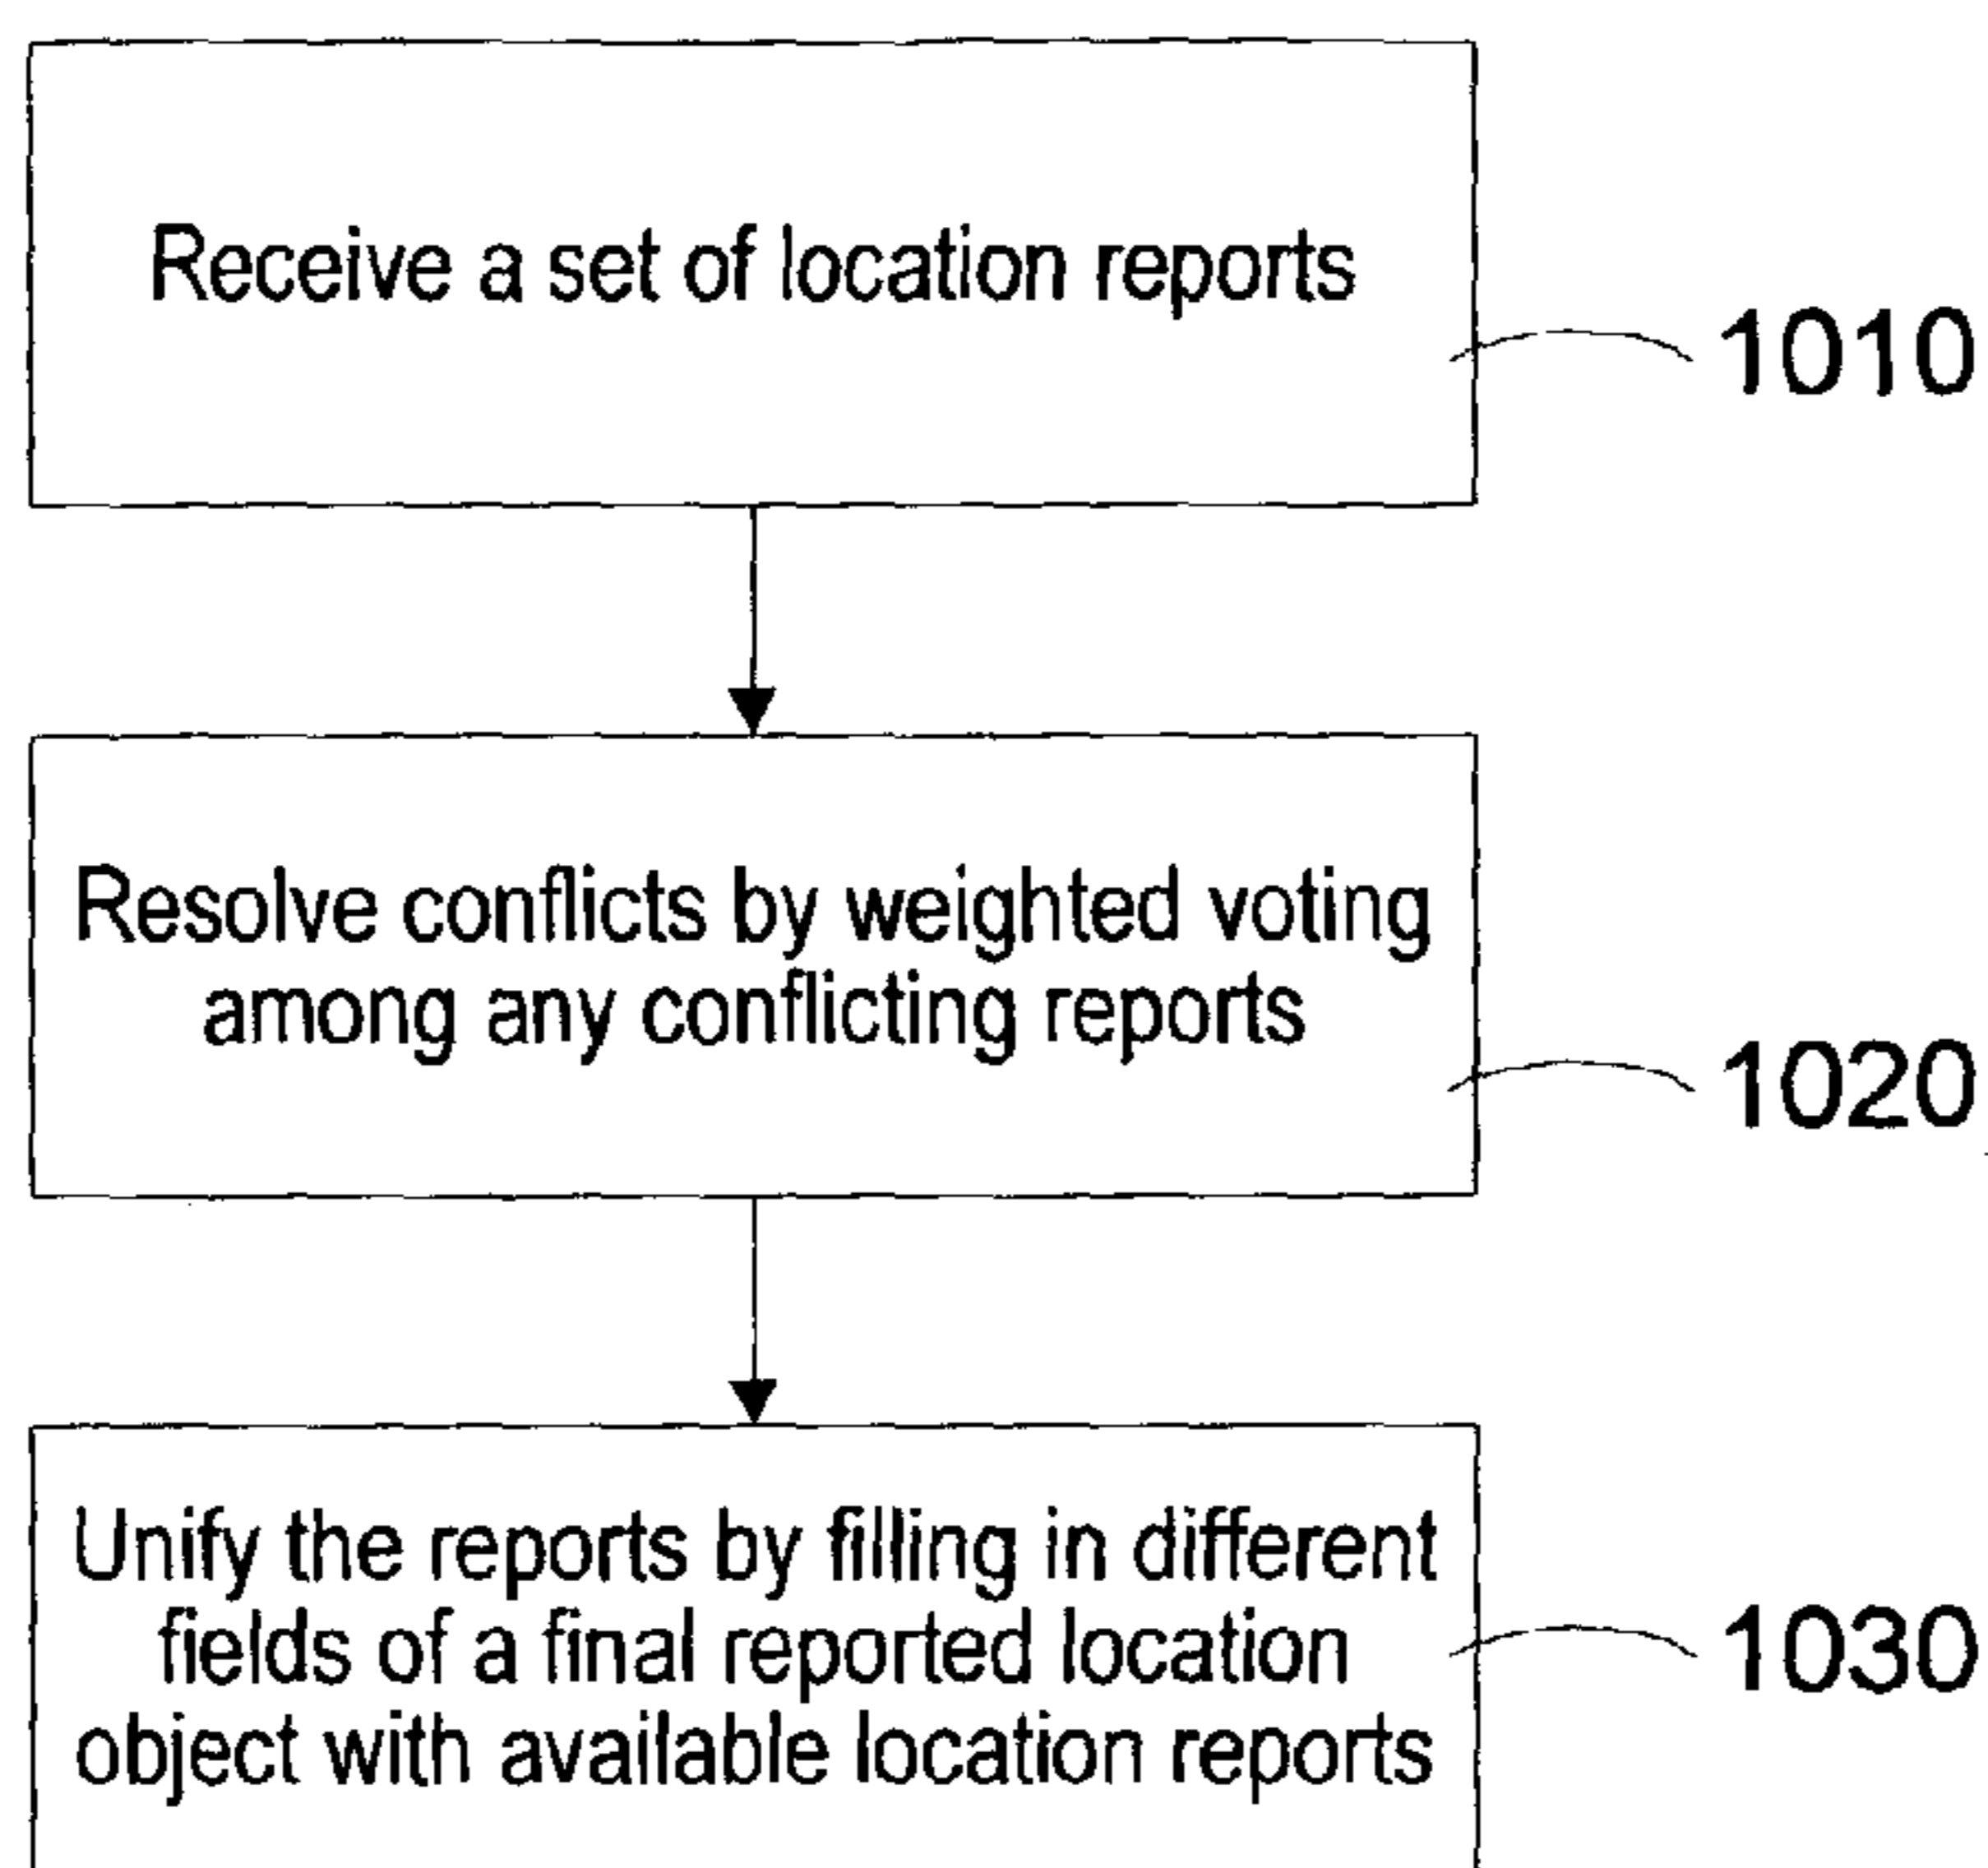 Receive a set of location reports
1010
Resolve conflicts by weighted voting
among any conflicting reports
1020
Unify the reports by filling in different
fields of a final reported location
object with available location reports
1030